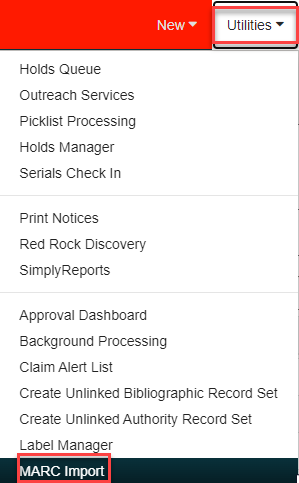 New Utilities
Holds Queue
Outreach Services
Picklist Processing
Holds Manager
Serials Check In
Print Notices
Red Rock Discovery
SimplyReports
Approval Dashboard
Background Processing
Claim Alert List
Create Unlinked Bibliographic Record Set
Create Unlinked Authority Record Set
Label Manager
MARC Import